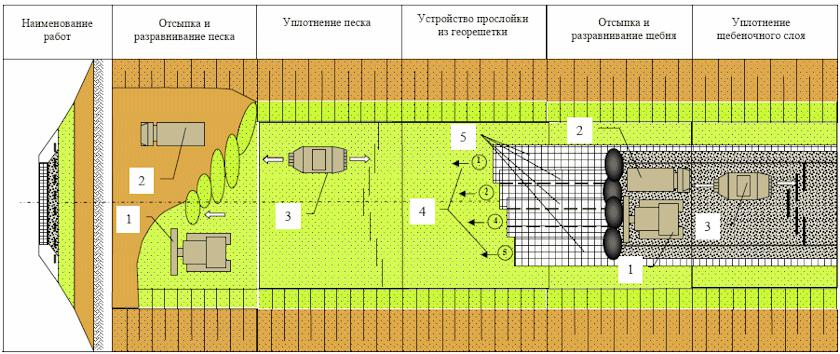 Наименование
работ
Отсыпка и
разравнивание песка
Уплотнение песка
Устройство прослойки
из георешетки
Отсыпка и
разравнивание щебня
Уплотнение
щебеночного слоя
2
1
3
4
5
1
2
4
5
2
1
3